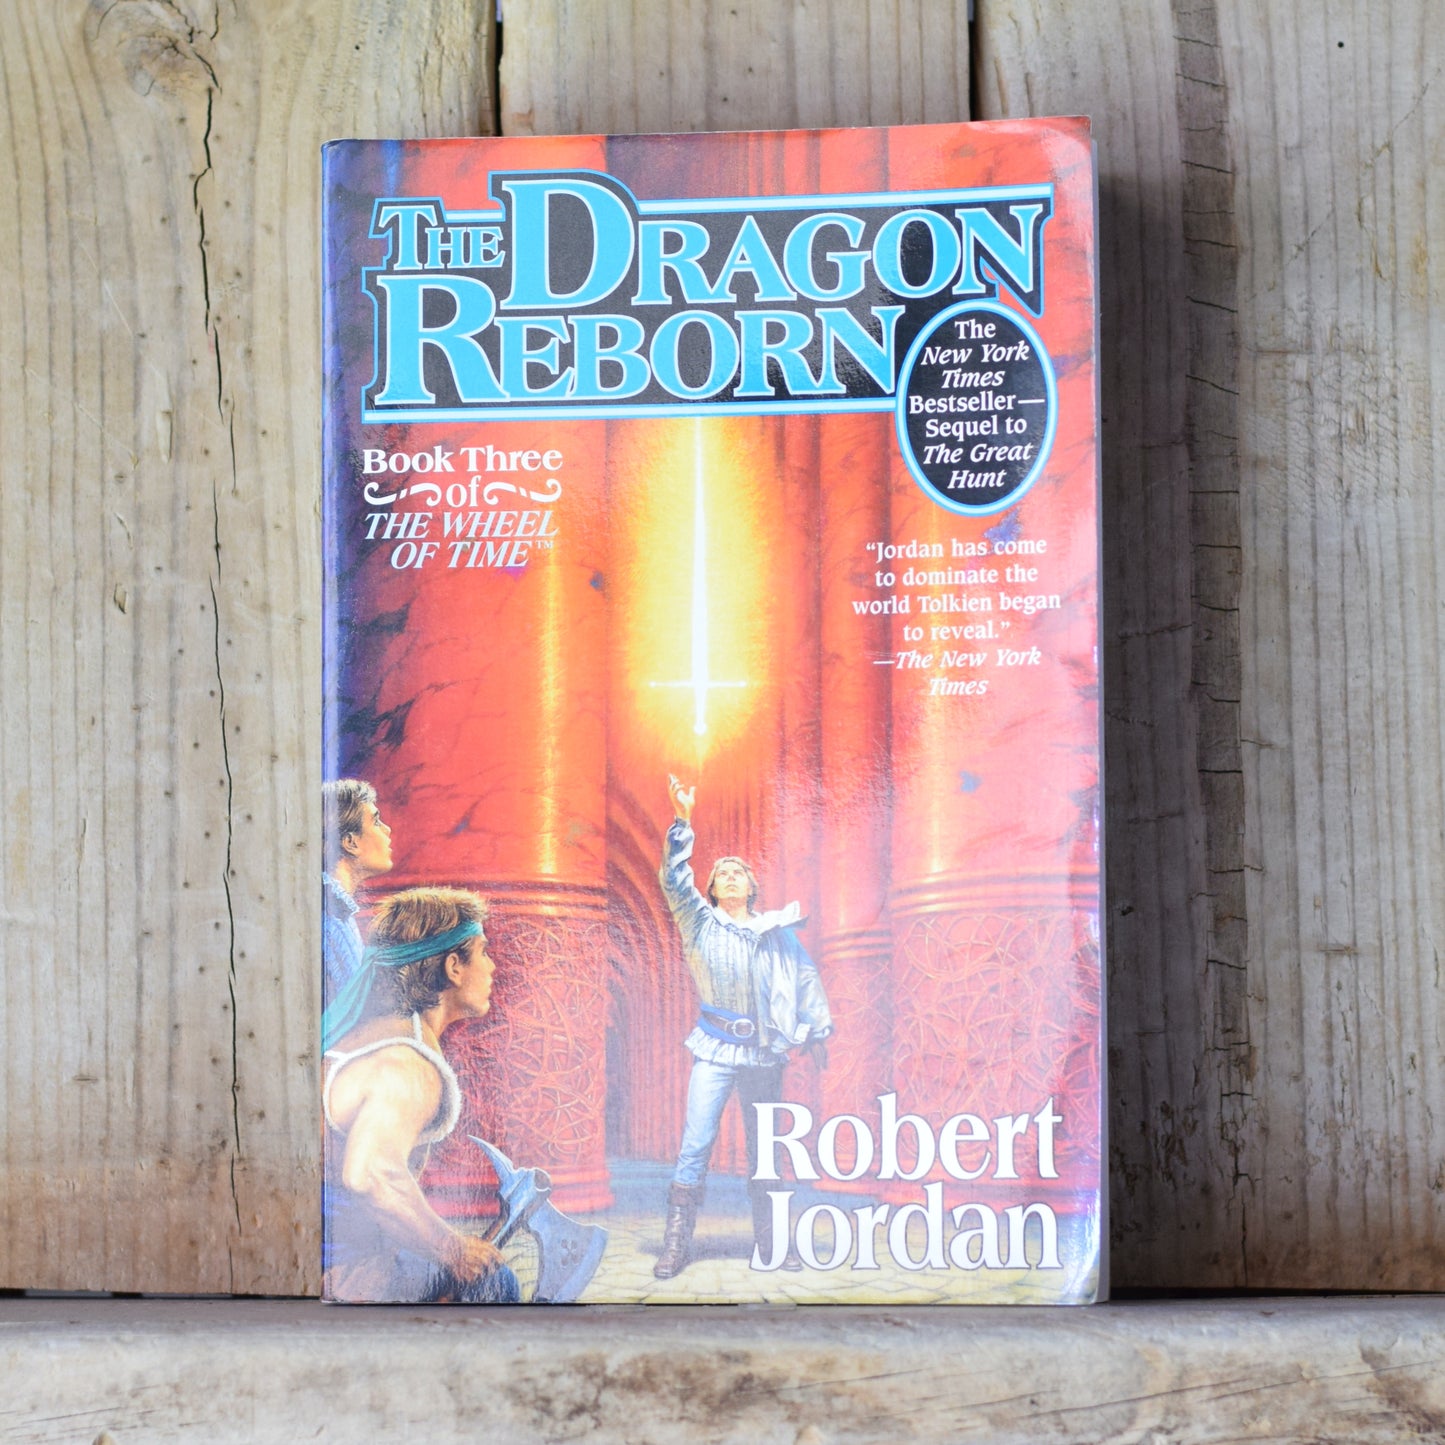 THE DRAGON
REBORN
The
New York
Times
Bestseller—
Sequel to
The Great
Hunt
Book Three
of
THE WHEEL
OF TIME™
“Jordan has come
to dominate the
world Tolkien began
to reveal.”
—The New York
Times
Robert
Jordan